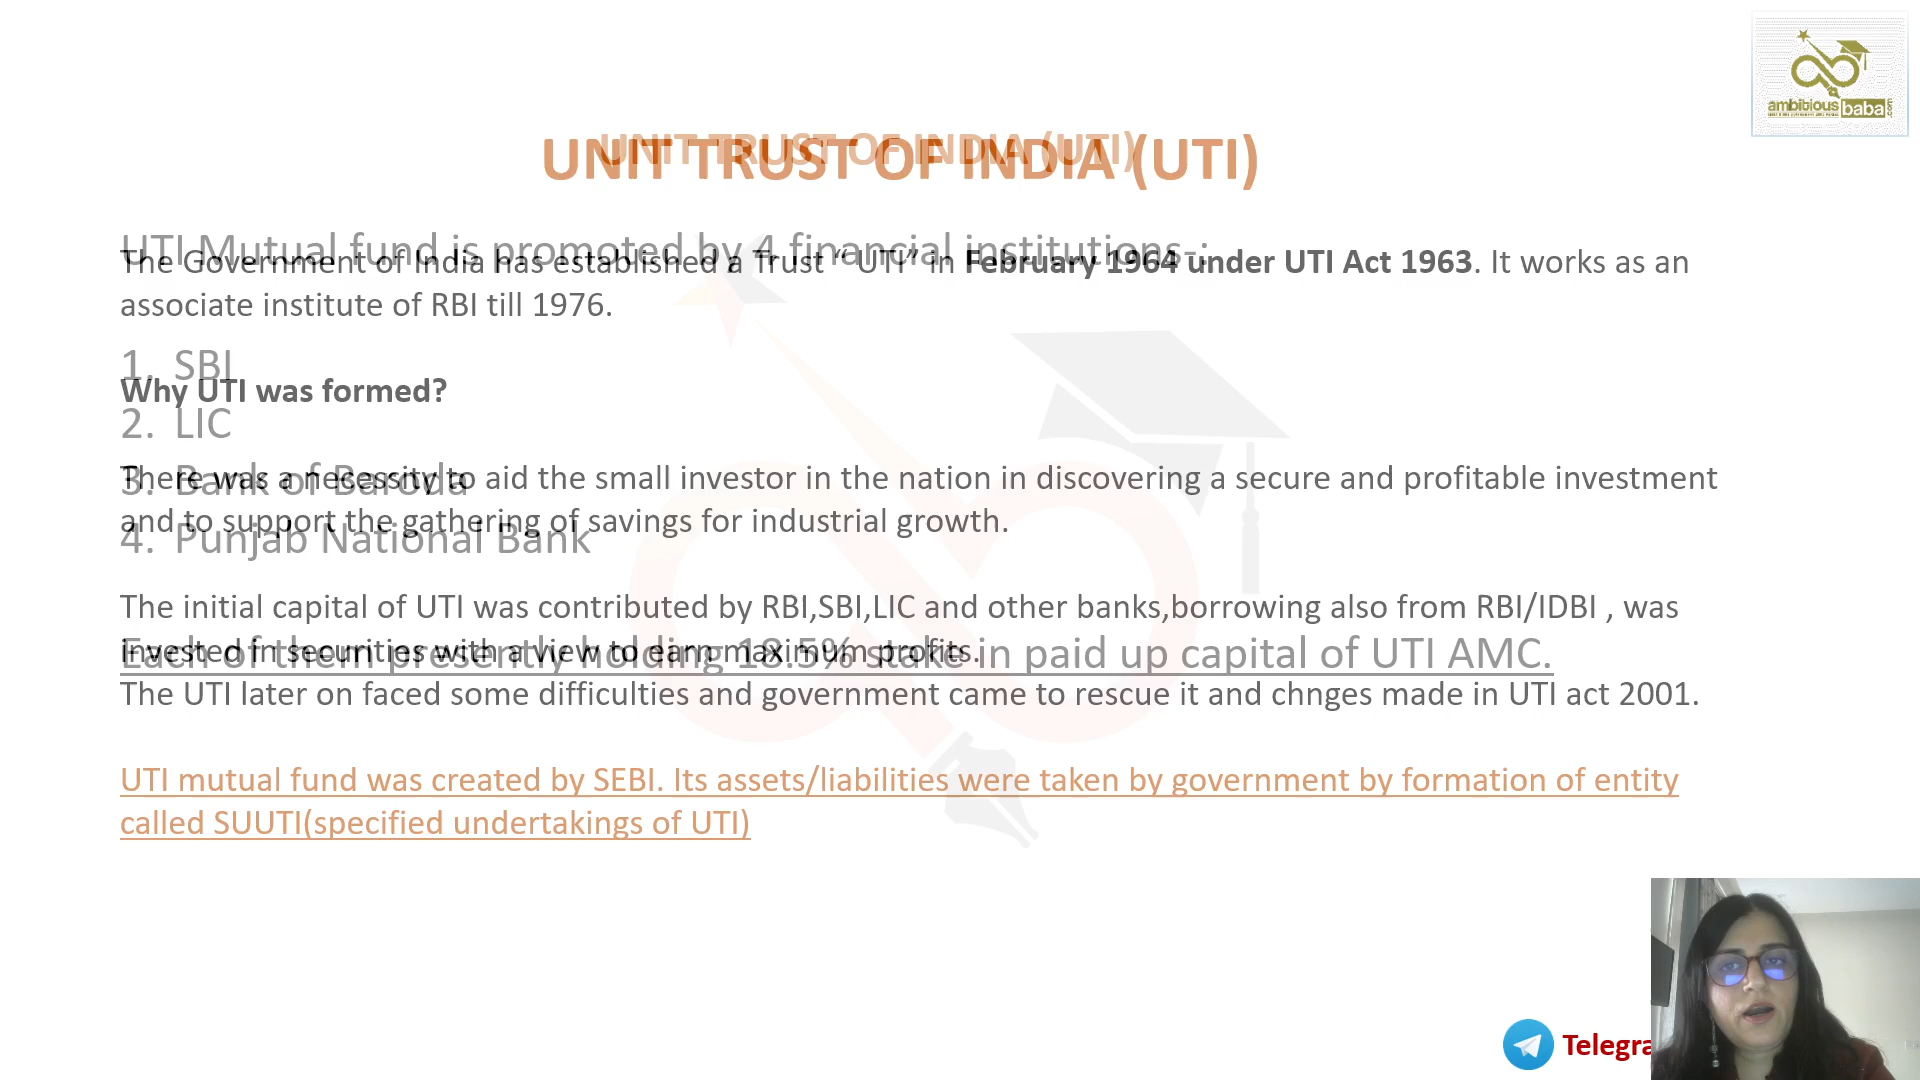 ambitiousbaba
UNIT TRUST OF INDIA (UTI)
UNIT TRUST OF INDIA (UTI)
UTI Mutual fund is promoted by 4 financial institutions-:
The Government of India has established a Trust “ UTI” in February 1964 under UTI Act 1963. It works as an
associate institute of RBI till 1976.
1. SBI
Why UTI was formed?
2. LIC
There was a necessity to aid the small investor in the nation in discovering a secure and profitable investment
3. Bank of Baroda
and to support the gathering of savings for industrial growth.
4. Punjab National Bank
The initial capital of UTI was contributed by RBI,SBI,LIC and other banks,borrowing also from RBI/IDBI , was
invested in securities with a view to earn maximum profits.
Each of them presently holding 18.5% stake in paid up capital of UTI AMC.
The UTI later on faced some difficulties and government came to rescue it and chnges made in UTI act 2001.
UTI mutual fund was created by SEBI. Its assets/liabilities were taken by government by formation of entity
called SUUTI(specified undertakings of UTI)
Telegra